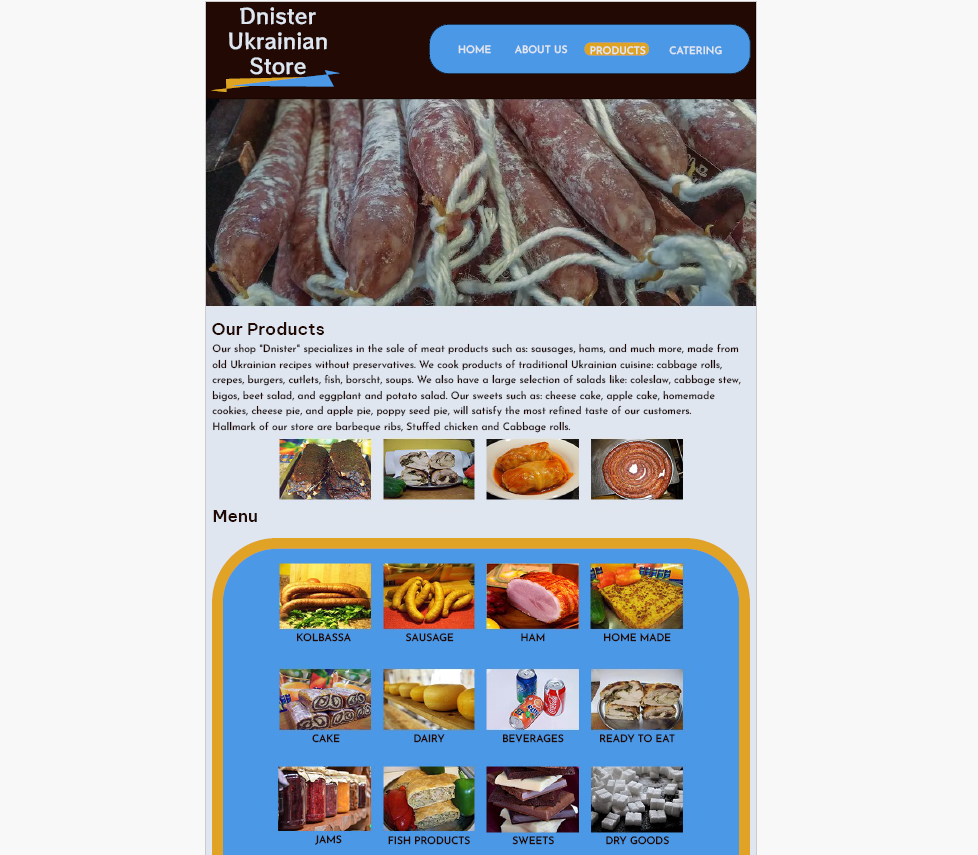 Dnister
Ukrainian
Store
HOME ABOUT US PRODUCTS CATERING
Our Products
Our shop "Dnister" specializes in the sale of meat products such as: sausages, hams, and much more, made from
old Ukrainian recipes without preservatives. We cook products of traditional Ukrainian cuisine: cabbage rolls,
crepes, burgers, cutlets, fish, borscht, soups. We also have a large selection of salads like: coleslaw, cabbage stew,
bigos, beet salad, and eggplant and potato salad. Our sweets such as: cheese cake, apple cake, homemade
cookies, cheese pie, and apple pie, poppy seed pie, will satisfy the most refined taste of our customers.
Hallmark of our store are barbeque ribs, Stuffed chicken and Cabbage rolls.
Menu
KOLBASSA SAUSAGE HAM HOME MADE
CAKE DAIRY BEVERAGES READY TO EAT
JAMS FISH PRODUCTS SWEETS DRY GOODS